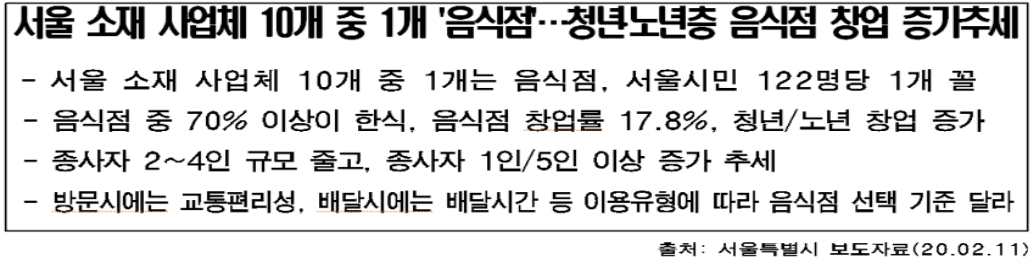 서울 소재 사업체 10개 중 1개 '음식점'…청년·노년층 음식점 창업 증가추세
- 서울 소재 사업체 10개 중 1개는 음식점, 서울시민 122명당 1개 꼴
- 음식점 중 70% 이상이 한식, 음식점 창업률 17.8%, 청년/노년 창업 증가
- 종사자 2~4인 규모 줄고, 종사자 1인/5인 이상 증가 추세
- 방문시에는 교통편리성, 배달시에는 배달시간 등 이용유형에 따라 음식점 선택 기준 달라
출처: 서울특별시 보도자료(20.02.11)